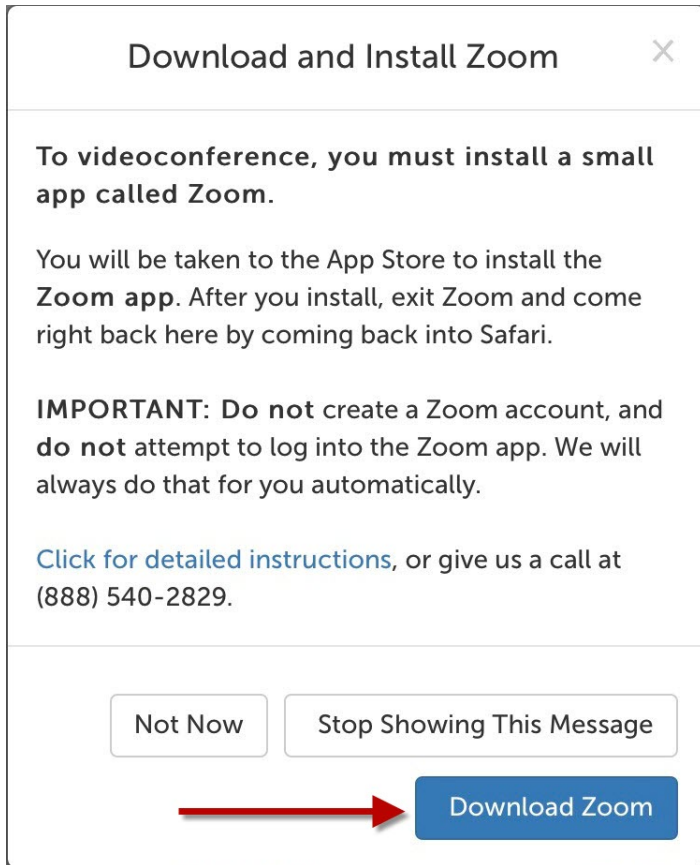 Download and Install Zoom
To videoconference, you must install a small
app called Zoom.
You will be taken to the App Store to install the
Zoom app. After you install, exit Zoom and come
right back here by coming back into Safari.
IMPORTANT: Do not create a Zoom account, and
do not attempt to log into the Zoom app. We will
always do that for you automatically.
Click for detailed instructions, or give us a call at
(888) 540-2829.
Not Now
Stop Showing This Message
Download Zoom